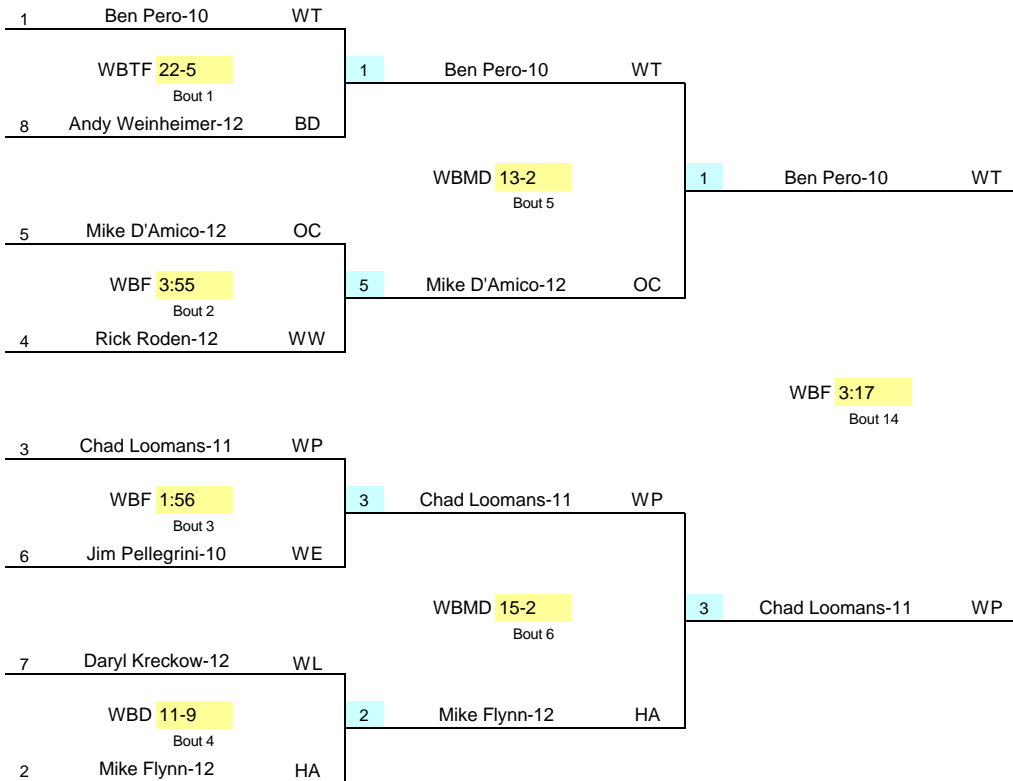 1 Ben Pero-10 WT
WBTF 22-5 1 Ben Pero-10 WT
Bout 1
8 Andy Weinheimer-12 BD
WBMD 13-2 1 Ben Pero-10 WT
Bout 5
5 Mike D'Amico-12 OC
WBF 3:55 5 Mike D'Amico-12 OC
Bout 2
4 Rick Roden-12 WW
WBF 3:17
Bout 14
3 Chad Loomans-11 WP
WBF 1:56 3 Chad Loomans-11 WP
Bout 3
6 Jim Pellegrini-10 WE
WBMD 15-2 3 Chad Loomans-11 WP
Bout 6
7 Daryl Kreckow-12 WL
WBD 11-9 2 Mike Flynn-12 HA
Bout 4
2 Mike Flynn-12 HA